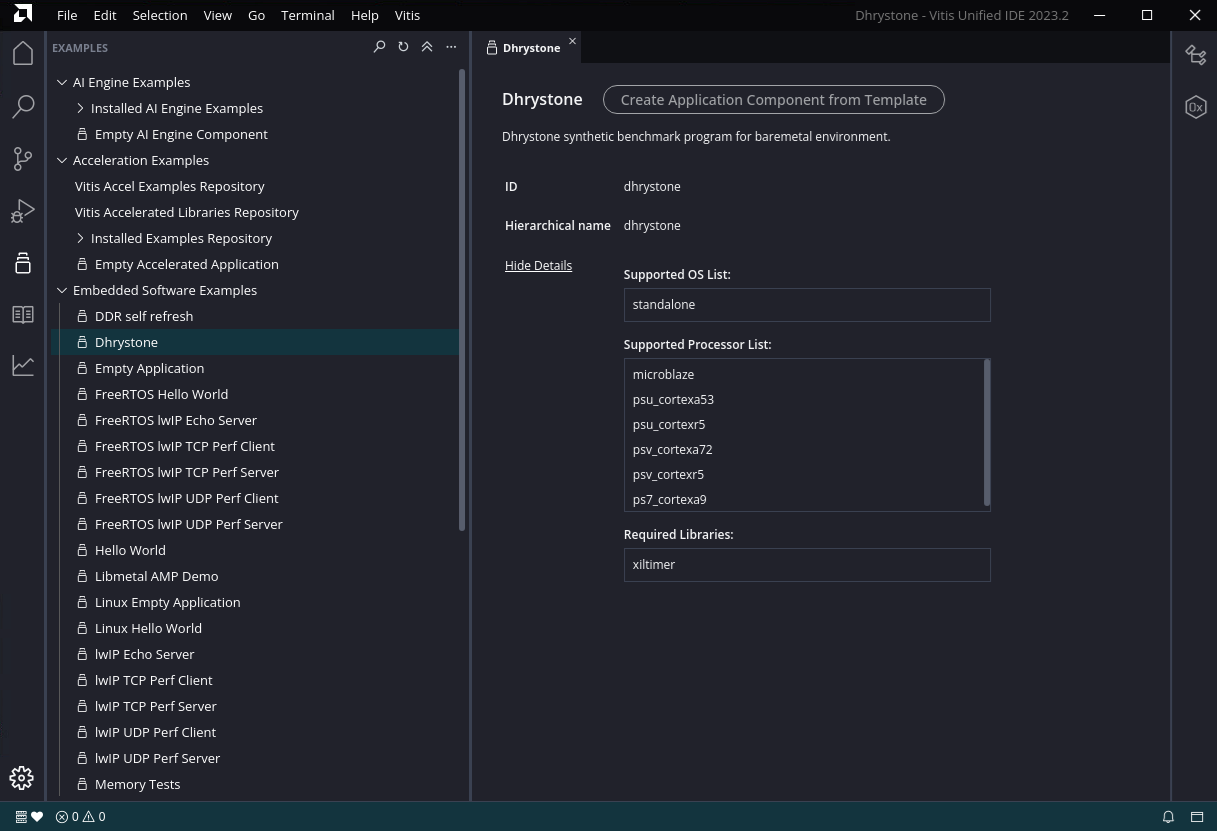 File Edit Selection View Go Terminal Help Vitis
Dhrystone - Vitis Unified IDE 2023.2
EXAMPLES
AI Engine Examples
Installed AI Engine Examples
Empty AI Engine Component
Acceleration Examples
Vitis Accel Examples Repository
Vitis Accelerated Libraries Repository
Installed Examples Repository
Empty Accelerated Application
Embedded Software Examples
DDR self refresh
Dhrystone
Empty Application
FreeRTOS Hello World
FreeRTOS lwIP Echo Server
FreeRTOS lwIP TCP Perf Client
FreeRTOS lwIP TCP Perf Server
FreeRTOS lwIP UDP Perf Client
FreeRTOS lwIP UDP Perf Server
Hello World
Libmetal AMP Demo
Linux Empty Application
Linux Hello World
lwIP Echo Server
lwIP TCP Perf Client
lwIP TCP Perf Server
lwIP UDP Perf Client
lwIP UDP Perf Server
Memory Tests
Dhrystone
Dhrystone
Create Application Component from Template
Dhrystone synthetic benchmark program for baremetal environment.
ID dhrystone
Hierarchical name dhrystone
Hide Details
Supported OS List:
standalone
Supported Processor List:
microblaze
psu_cortexa53
psu_cortexr5
psv_cortexa72
psv_cortexr5
ps7_cortexa9
Required Libraries:
xiltimer
0x
0 0